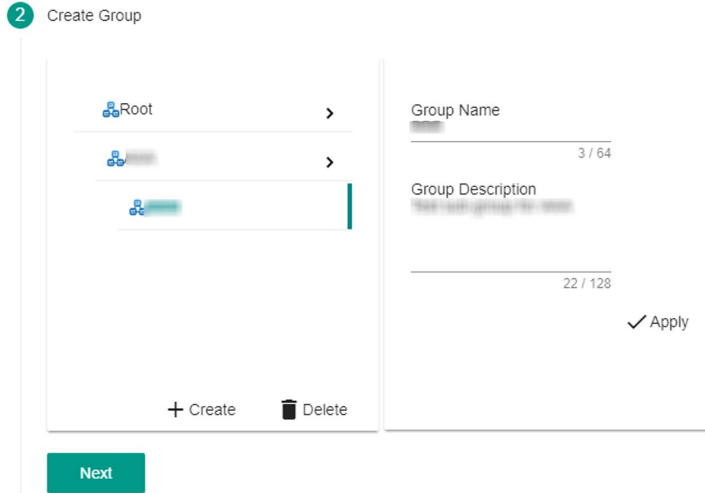 2 Create Group
Root
Group Name
3 / 64
Group Description
22 / 128
Apply
Create
Delete
Next